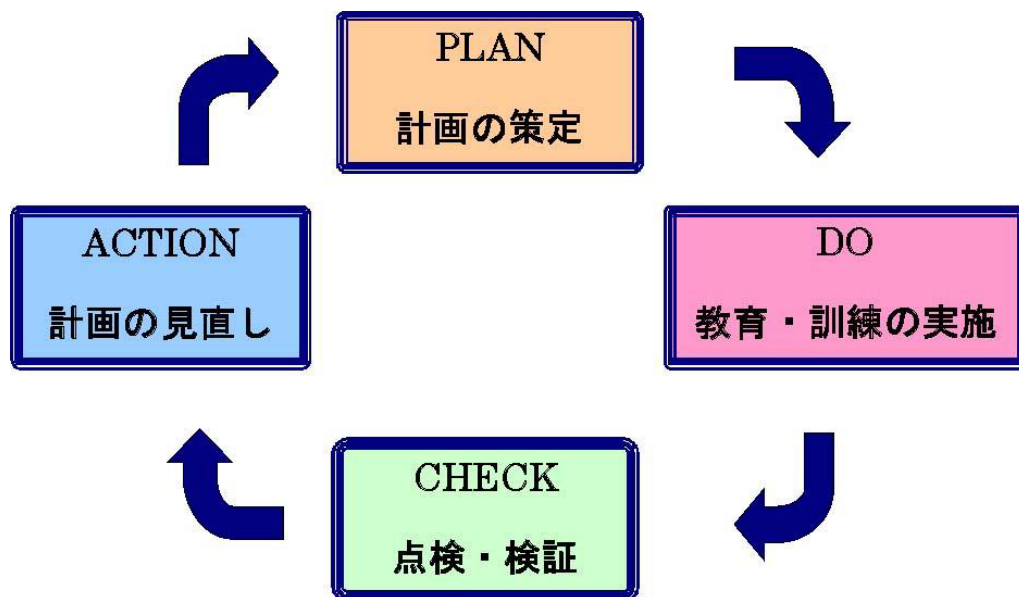 PLAN
計画の策定
DO
教育・訓練の実施
CHECK
点検・検証
ACTION
計画の見直し